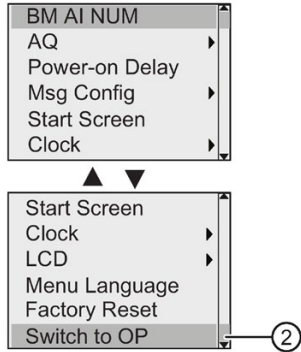 BM AI NUM
AQ
Power-on Delay
Msg Config
Start Screen
Clock
Start Screen
Clock
LCD
Menu Language
Factory Reset
Switch to OP
2